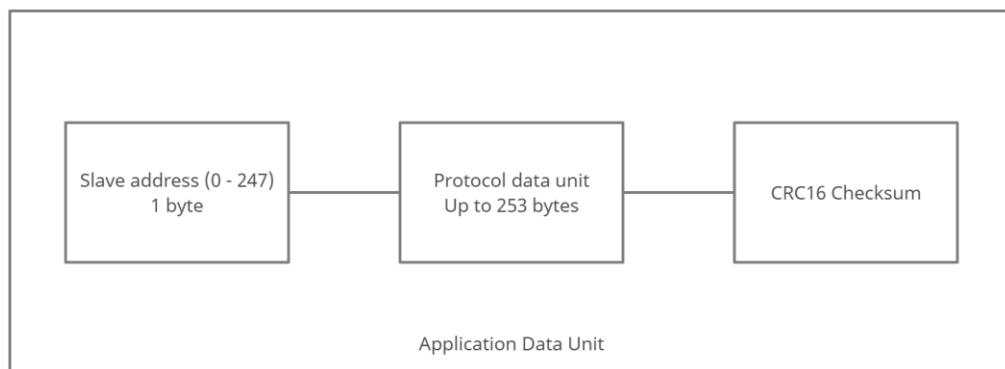 Slave address (0 - 247)
1 byte
Protocol data unit
Up to 253 bytes
CRC16 Checksum
Application Data Unit